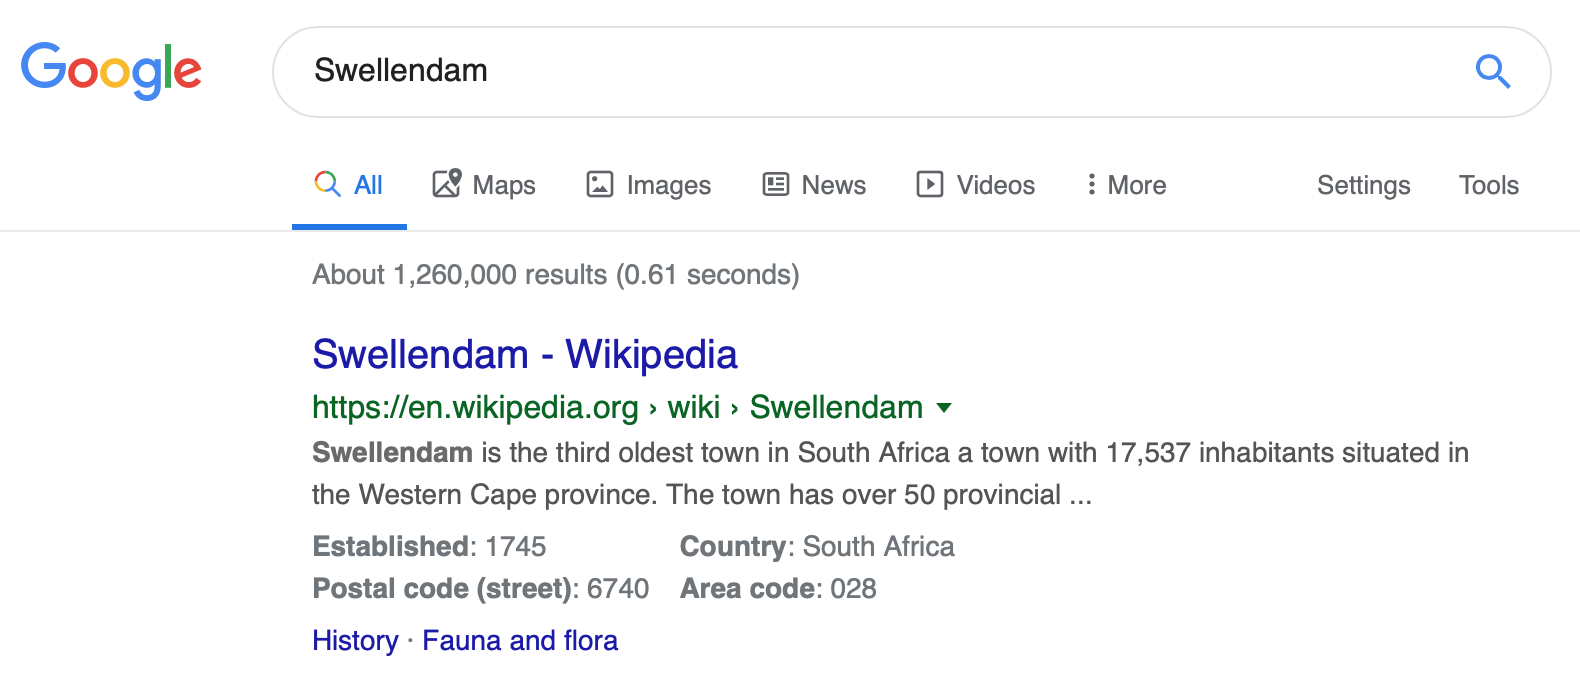 Google Swellendam
All Maps Images News Videos More Settings Tools
About 1,260,000 results (0.61 seconds)
Swellendam - Wikipedia
https://en.wikipedia.org › wiki › Swellendam
Swellendam is the third oldest town in South Africa a town with 17,537 inhabitants situated in
the Western Cape province. The town has over 50 provincial ...
Established: 1745 Country: South Africa
Postal code (street): 6740 Area code: 028
History · Fauna and flora